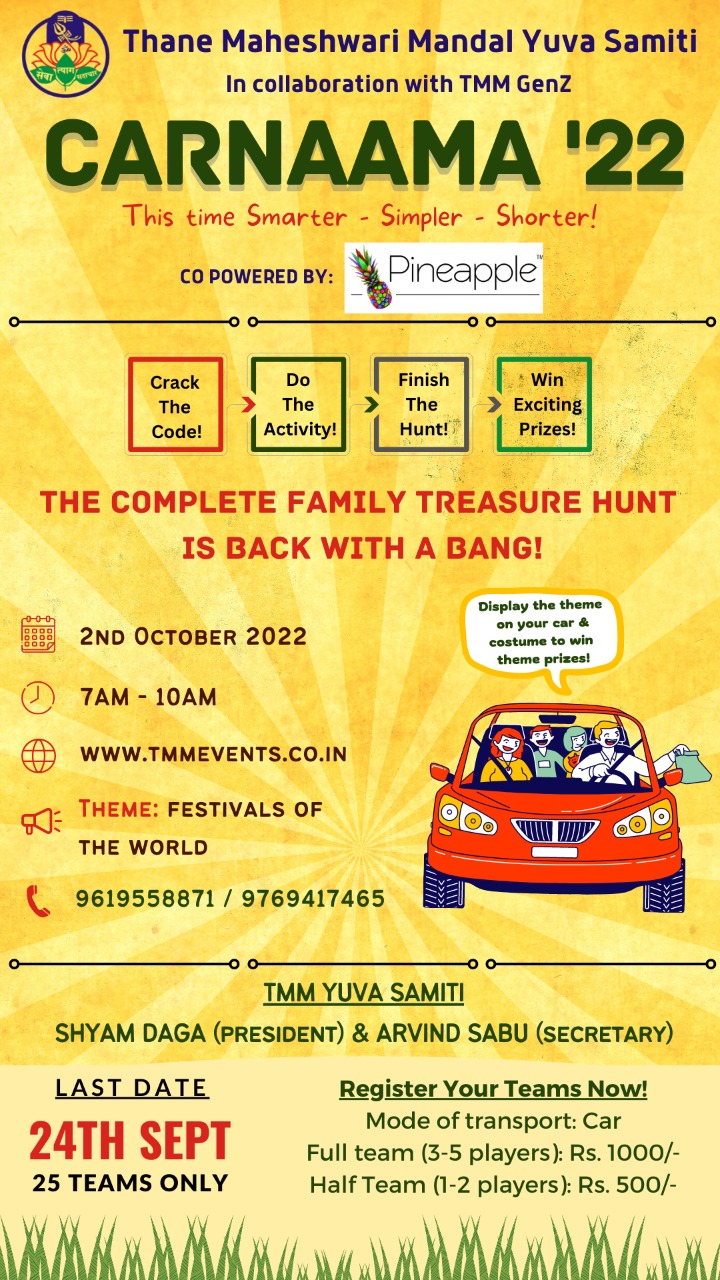 सेवा त्याग सदाचार
Thane Maheshwari Mandal Yuva Samiti
In collaboration with TMM GenZ
CARNAAMA '22
This time Smarter - Simpler - Shorter!
CO POWERED BY:
Pineapple™
Crack
The
Code!
Do
The
Activity!
Finish
The
Hunt!
Win
Exciting
Prizes!
THE COMPLETE FAMILY TREASURE HUNT
IS BACK WITH A BANG!
2ND OCTOBER 2022
7AM - 10AM
WWW.TMMEVENTS.CO.IN
THEME: FESTIVALS OF
THE WORLD
9619558871 / 9769417465
Display the theme
on your car &
costume to win
theme prizes!
TMM YUVA SAMITI
SHYAM DAGA (PRESIDENT) & ARVIND SABU (SECRETARY)
LAST DATE
24TH SEPT
25 TEAMS ONLY
Register Your Teams Now!
Mode of transport: Car
Full team (3-5 players): Rs. 1000/-
Half Team (1-2 players): Rs. 500/-